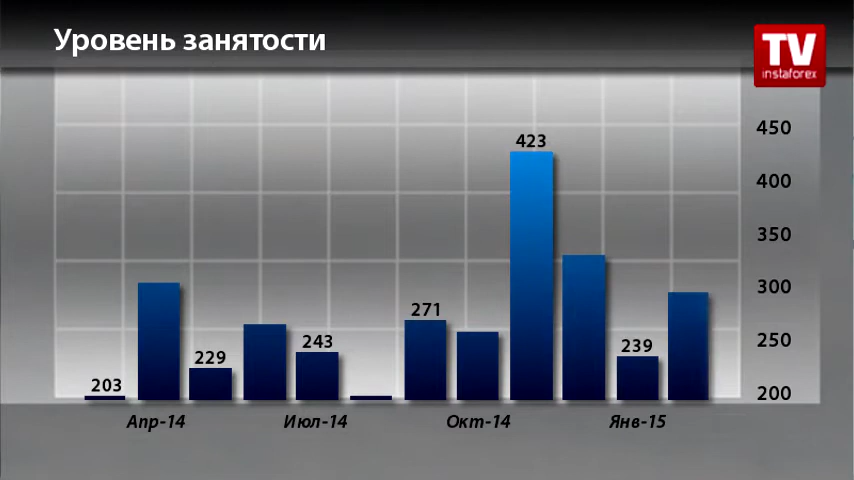 Уровень занятости
TV
instaforex
450
400
350
300
250
200
203
229
243
271
423
239
Апр-14
Июл-14
Окт-14
Янв-15